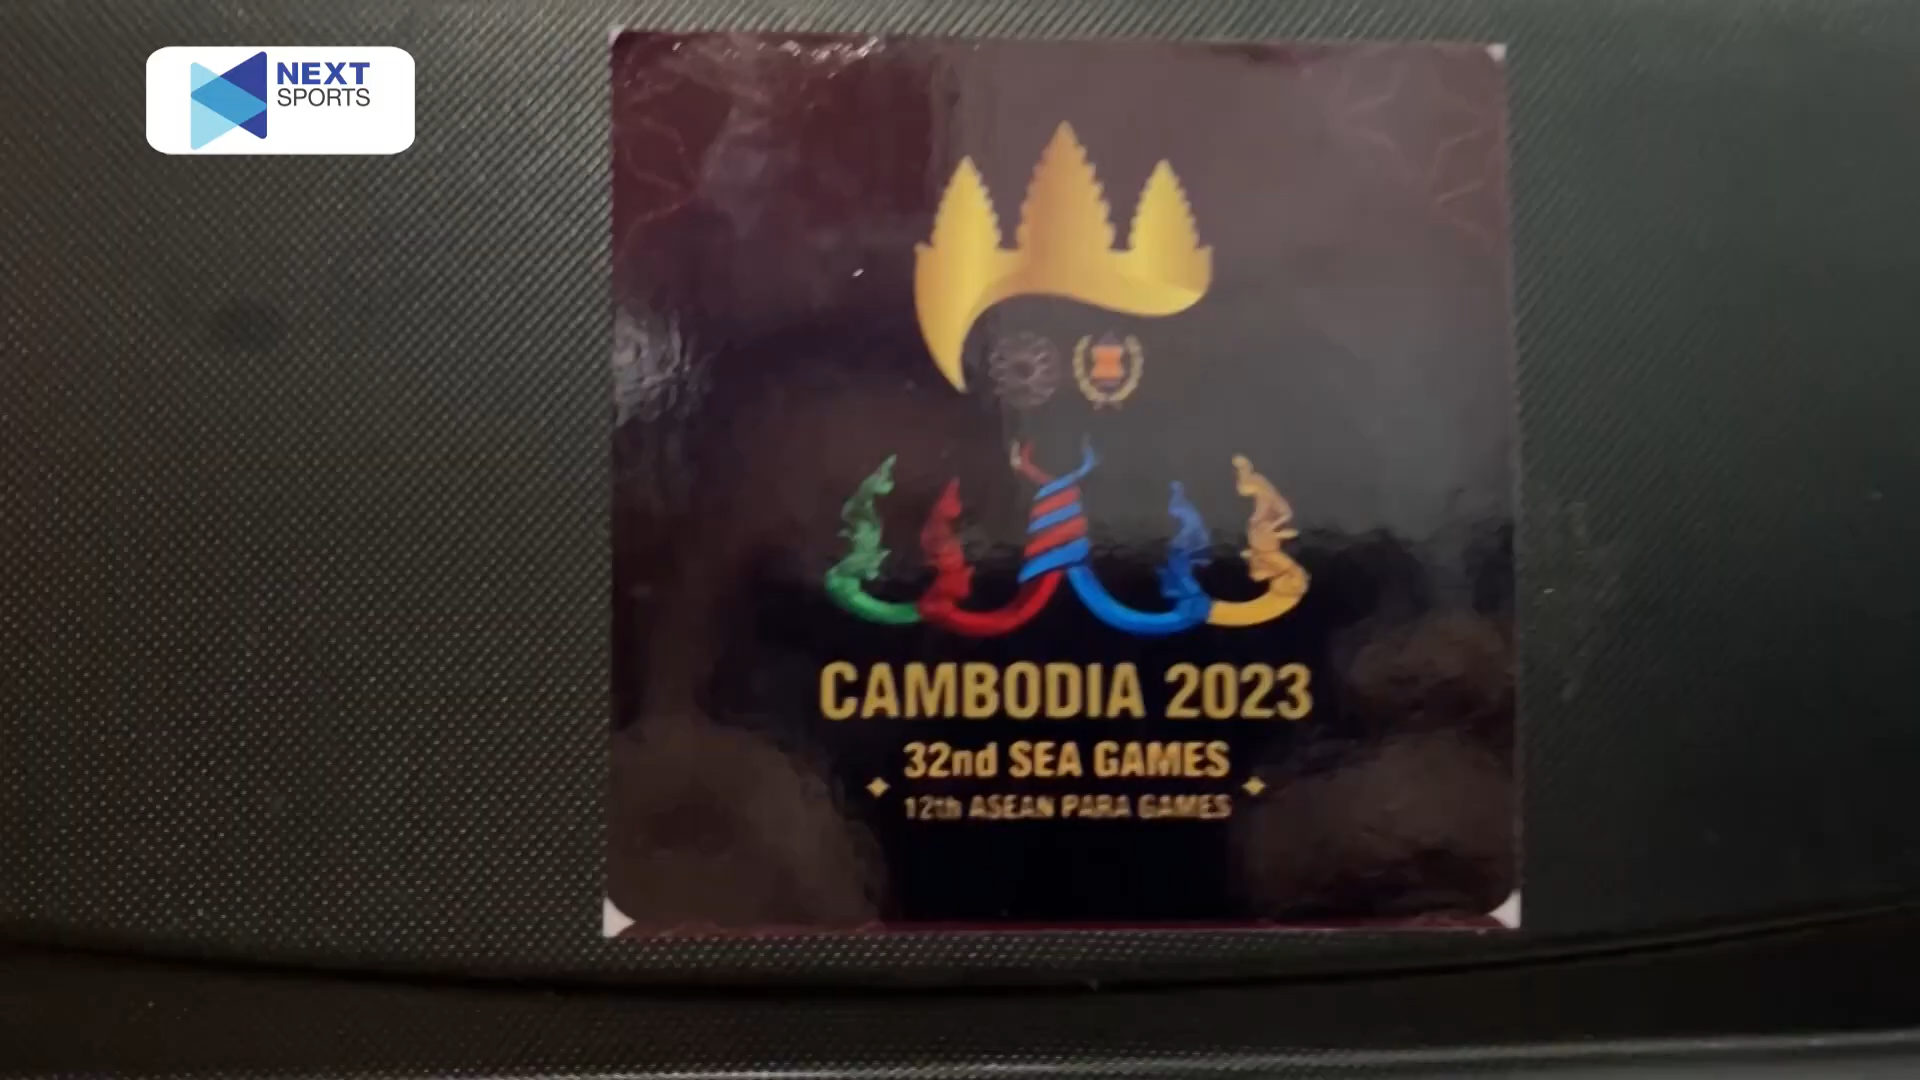 NEXT
SPORTS
CAMBODIA 2023
32nd SEA GAMES
12th ASEAN PARA GAMES